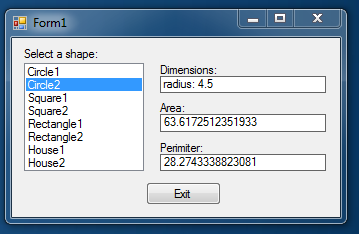 Form1
Select a shape:
Circle1
Circle2
Square1
Square2
Rectangle1
Rectangle2
House1
House2
Dimensions:
radius: 4.5
Area:
63.6172512351933
Perimiter:
28.2743338823081
Exit